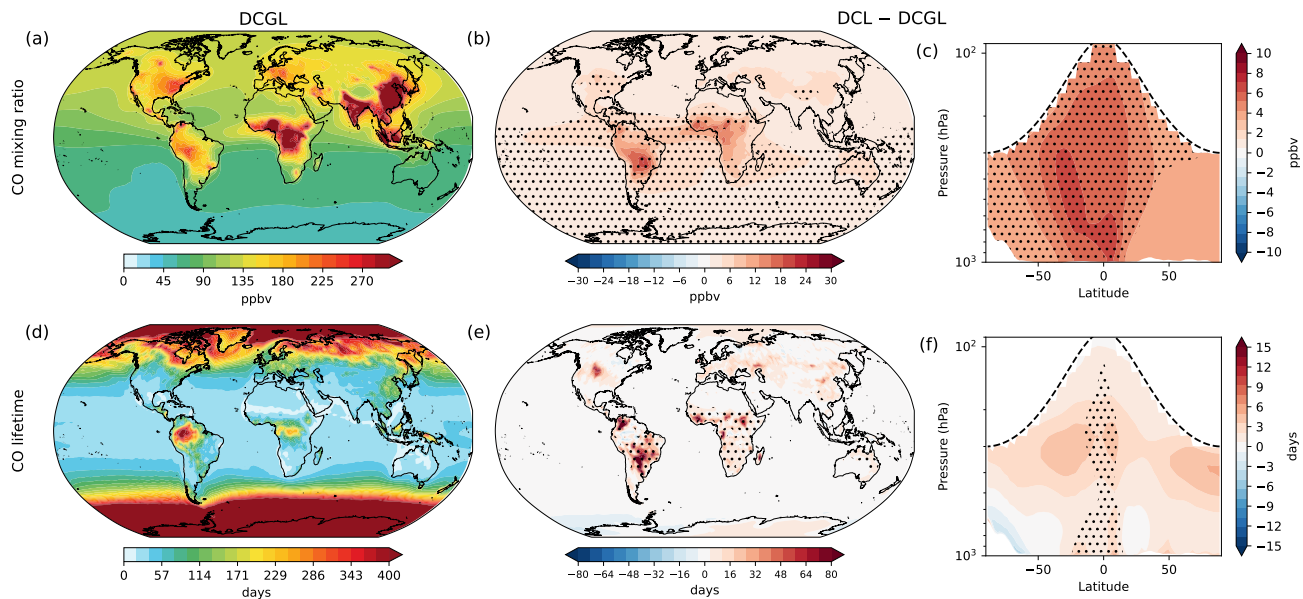 DCGL
DCL − DCGL
(a)
(b)
(c)
CO mixing ratio
0 45 90 135 180 225 270
ppbv
−30 −24 −18 −12 −6 0 6 12 18 24 30
ppbv
Pressure (hPa)
10²
10³
−50 0 50
Latitude
10
8
6
4
2
0
−2
−4
−6
−8
−10
ppbv
(d)
(e)
(f)
CO lifetime
0 57 114 171 229 286 343 400
days
−80 −64 −48 −32 −16 0 16 32 48 64 80
days
Pressure (hPa)
10²
10³
−50 0 50
Latitude
15
12
9
6
3
0
−3
−6
−9
−12
−15
days